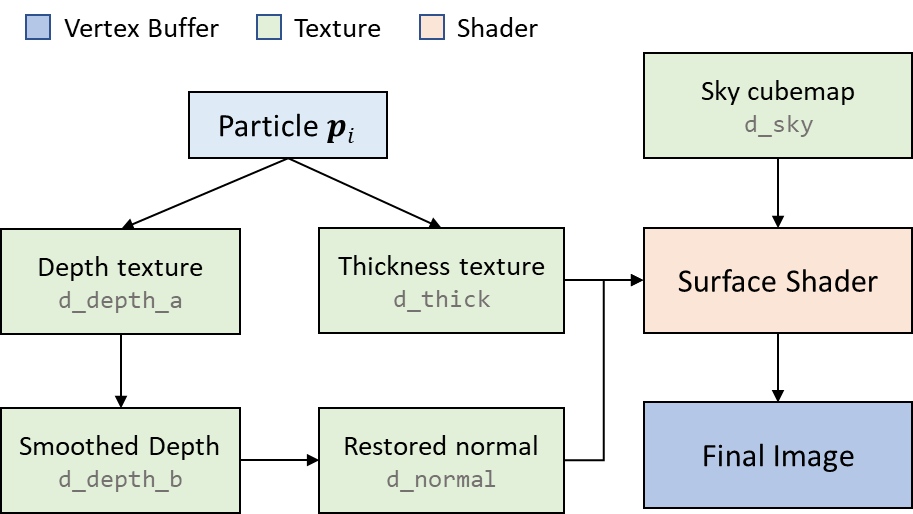 Vertex Buffer
Texture
Shader
Sky cubemap
d_sky
Particle 𝒑ᵢ
Depth texture
d_depth_a
Thickness texture
d_thick
Surface Shader
Smoothed Depth
d_depth_b
Restored normal
d_normal
Final Image